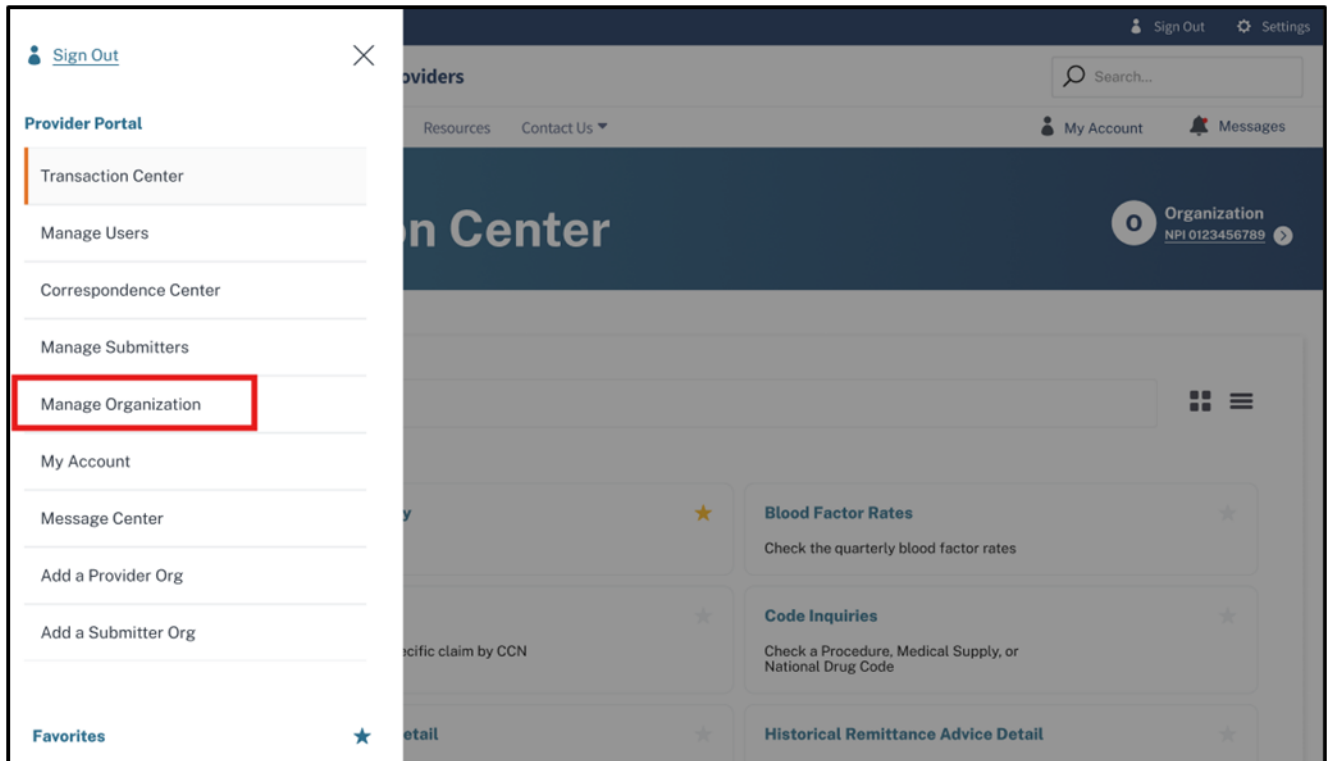 Sign Out
Provider Portal
Transaction Center
Manage Users
Correspondence Center
Manage Submitters
Manage Organization
My Account
Message Center
Add a Provider Org
Add a Submitter Org
Favorites
Sign Out Settings
oviders
Search...
Resources Contact Us
My Account Messages
n Center
O
Organization
NPI 0123456789
y
Blood Factor Rates
Check the quarterly blood factor rates
Code Inquiries
ecific claim by CCN
Check a Procedure, Medical Supply, or
National Drug Code
etail
Historical Remittance Advice Detail